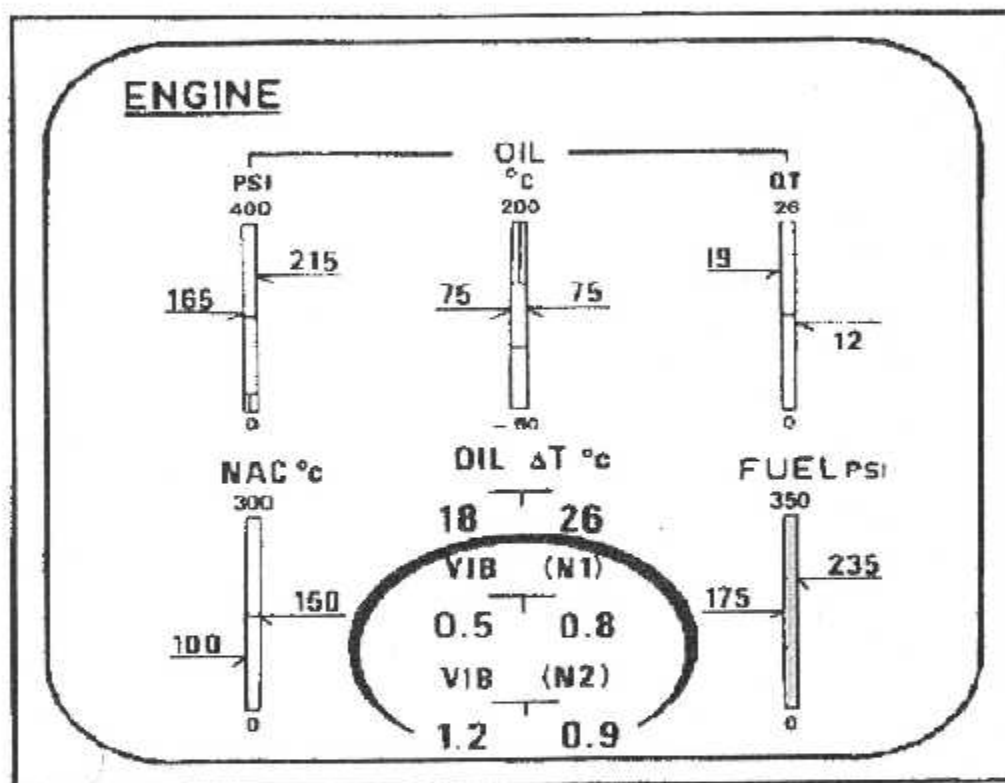 ENGINE
OIL
PSI °C QT
400 200 26
215 19
165 75 75 12
0 0
NAC °C OIL ΔT °C FUEL PSI
300 350
18 26
VIB (N1) 235
150 175
0.5 0.8
100
VIB (N2)
0 0
1.2 0.9